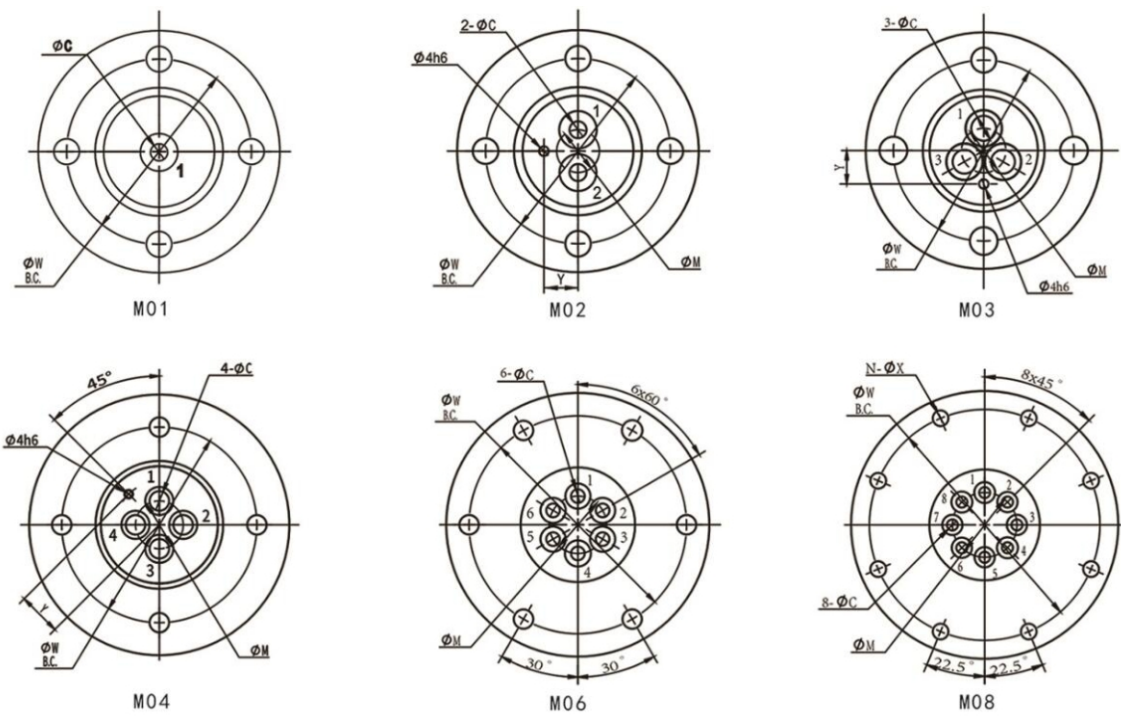 ØC
1
ØW
B.C.
M01
2-ØC
Ø4h6
1
2
ØW
B.C.
Y
ØM
M02
3-ØC
1
3
2
Y
ØW
B.C.
ØM
Ø4h6
M03
45°
4-ØC
Ø4h6
1
2
4
3
Y
ØW
B.C.
ØM
M04
6-ØC
6x60°
ØW
B.C.
1
6
2
5
3
4
ØM
30°
30°
M06
N-ØX
8x45°
ØW
B.C.
1
2
8
7
3
6
4
5
8-ØC
ØM
22.5°
22.5°
M08